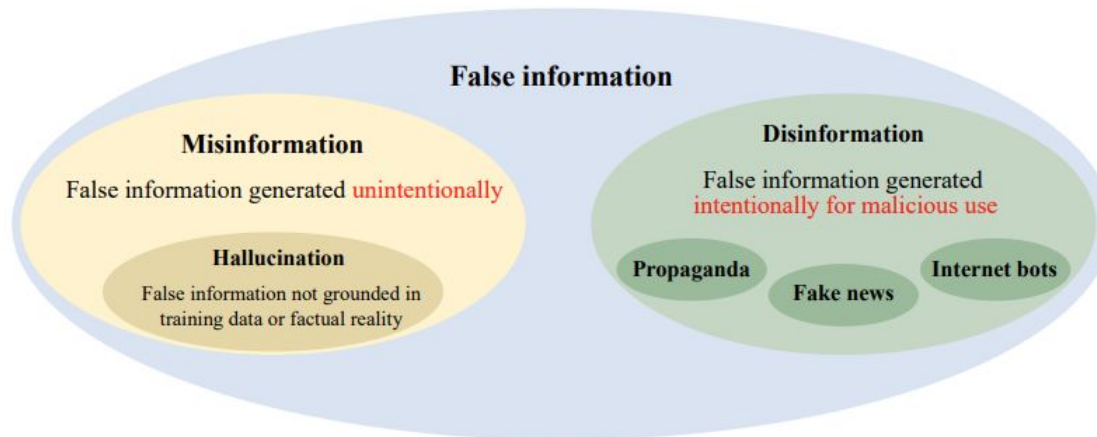 False information
Misinformation
False information generated unintentionally
Hallucination
False information not grounded in
training data or factual reality
Disinformation
False information generated
intentionally for malicious use
Propaganda
Fake news
Internet bots